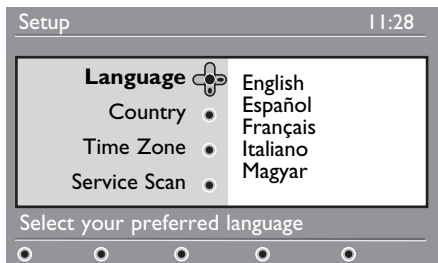 Setup 11:28
Language
Country
Time Zone
Service Scan
English
Español
Français
Italiano
Magyar
Select your preferred language